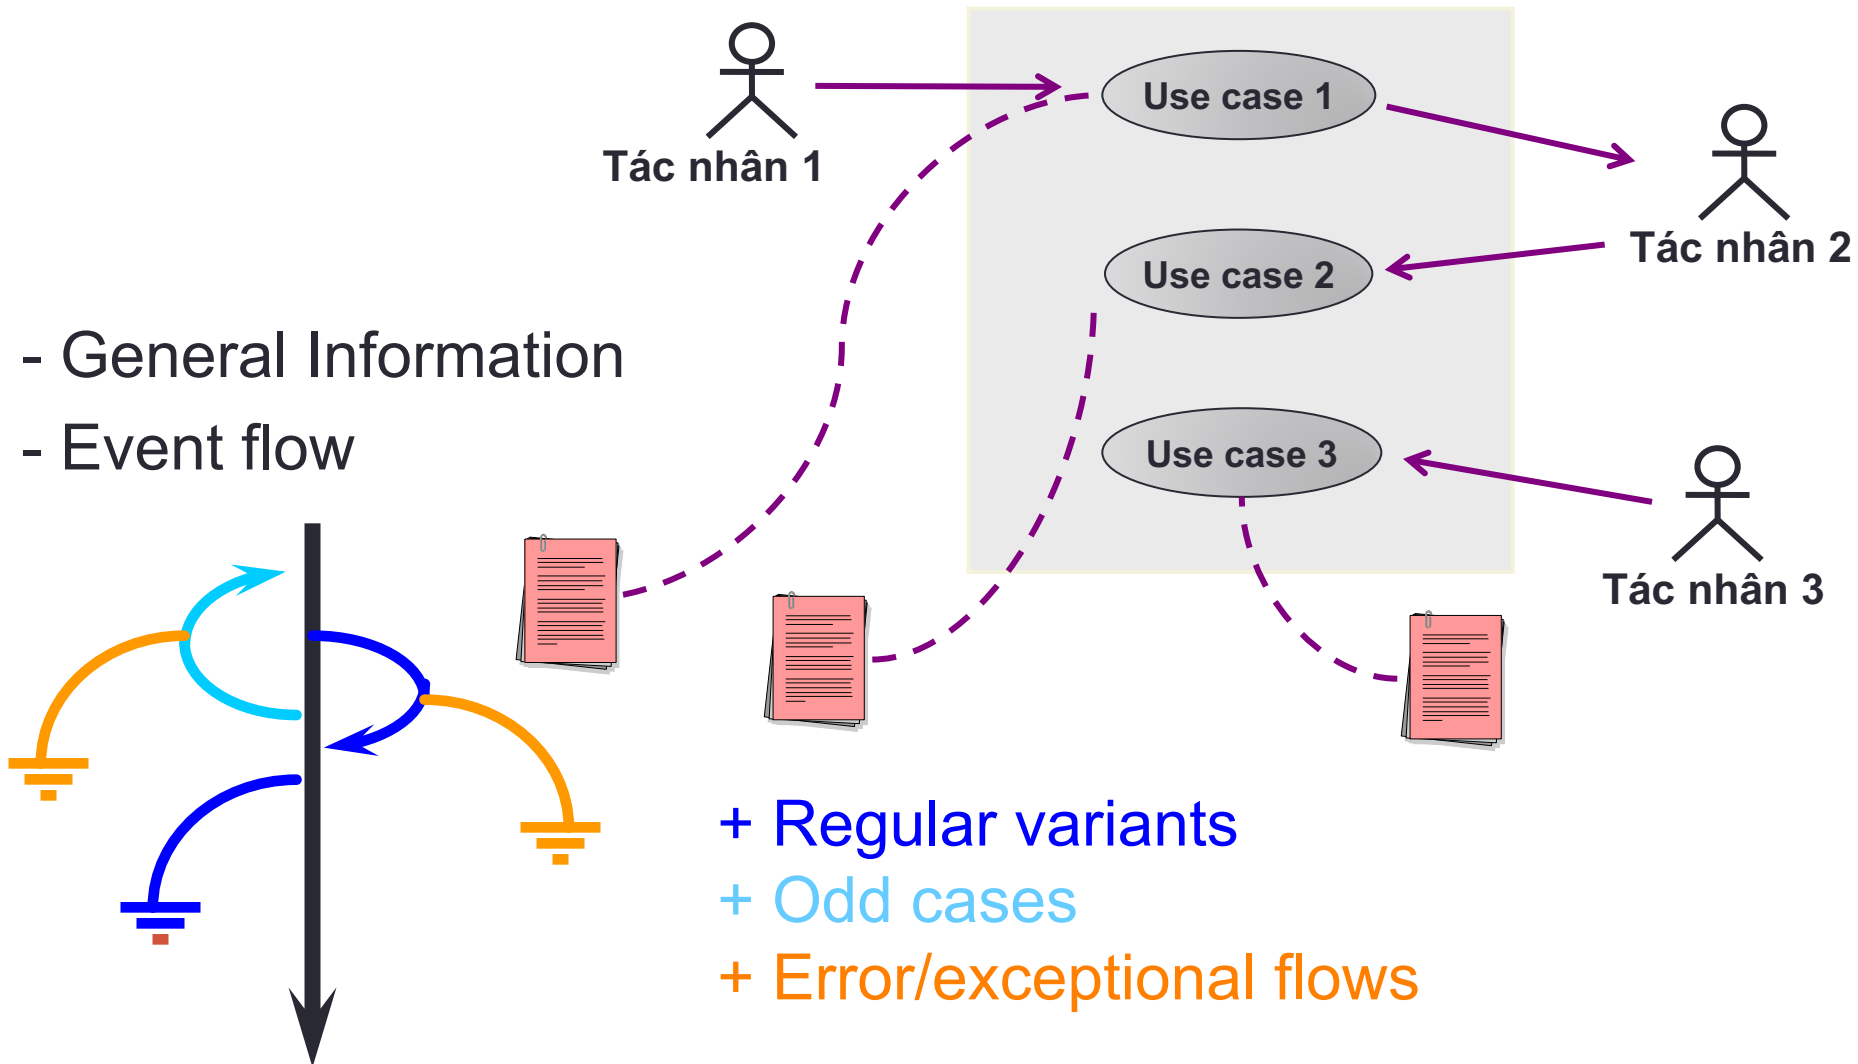 Use case 1
Tác nhân 1
Tác nhân 2
Use case 2
- General Information
- Event flow
Use case 3
Tác nhân 3
+ Regular variants
+ Odd cases
+ Error/exceptional flows